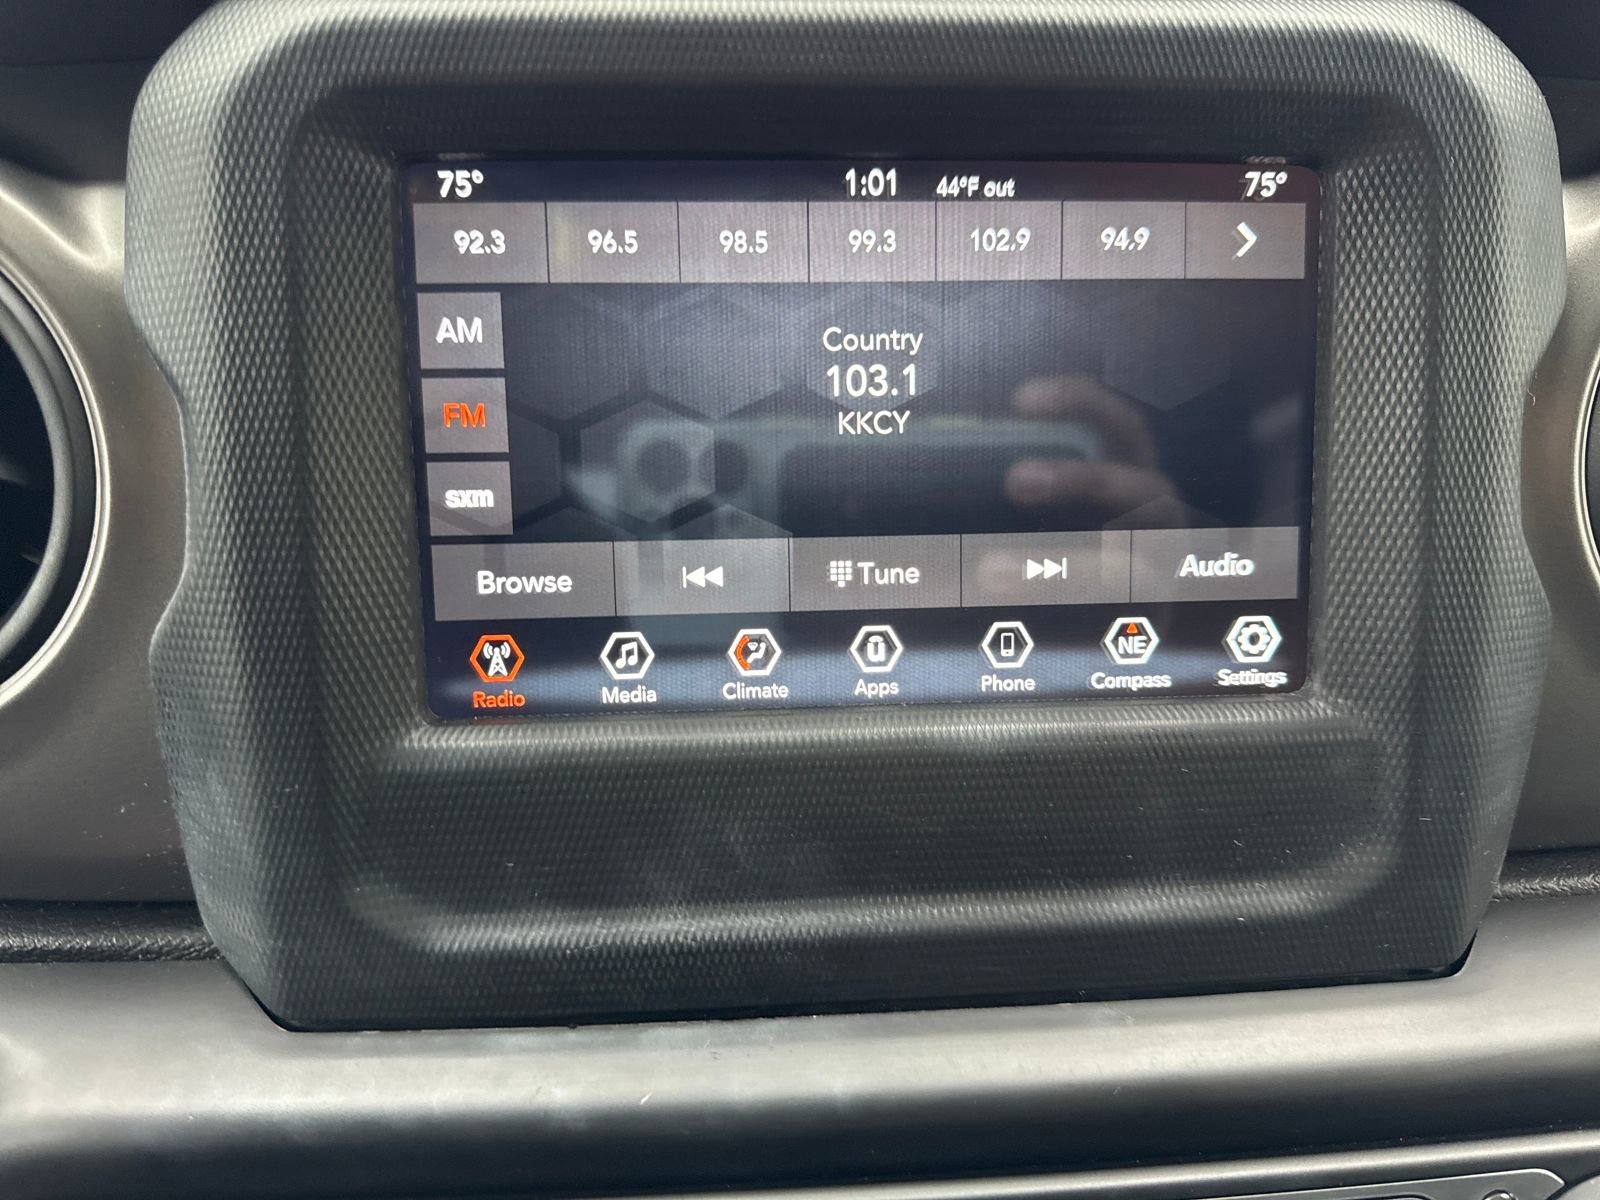 75° 1:01 44°F out 75°
92.3 96.5 98.5 99.3 102.9 94.9
AM
FM
sxm
Country
103.1
KKCY
Browse Tune Audio
NE
Radio Media Climate Apps Phone Compass Settings